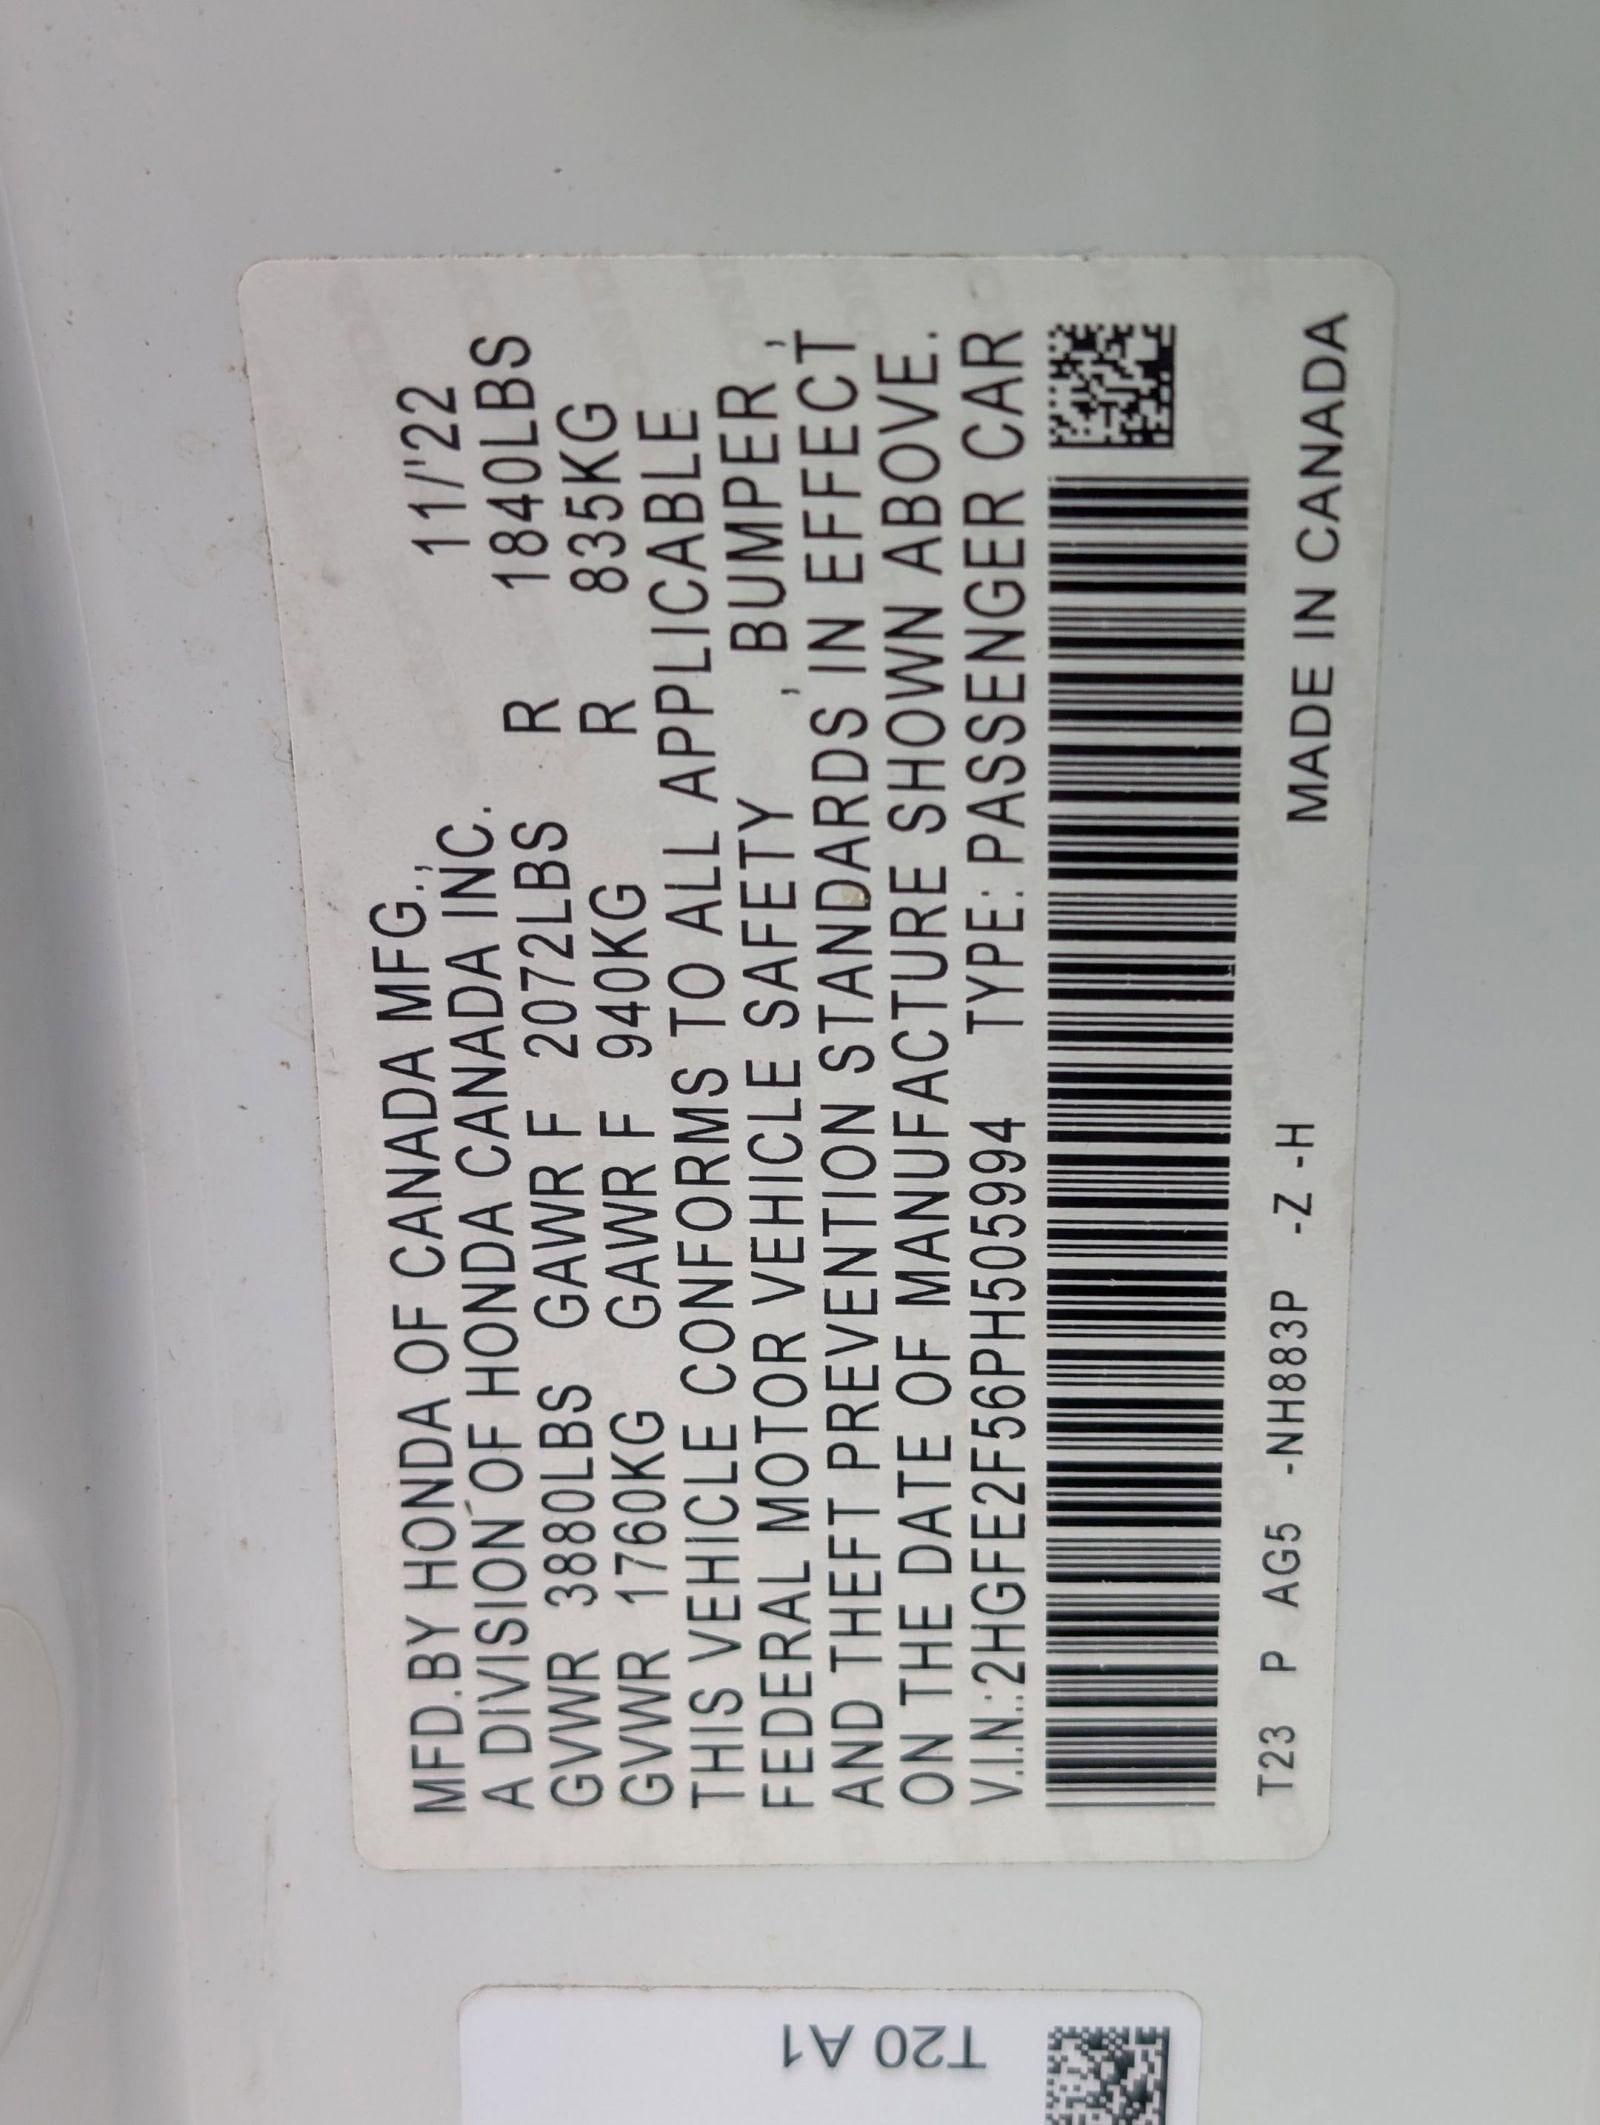 MFD.BY HONDA OF CANADA MFG., 11/'22
A DIVISION OF HONDA CANADA INC.
GVWR 3880LBS GAWR F 2072LBS R 1840LBS
GVWR 1760KG GAWR F 940KG R 835KG
THIS VEHICLE CONFORMS TO ALL APPLICABLE
FEDERAL MOTOR VEHICLE SAFETY , BUMPER ,
AND THEFT PREVENTION STANDARDS IN EFFECT
ON THE DATE OF MANUFACTURE SHOWN ABOVE.
V.I.N.:2HGFE2F56PH505994 TYPE: PASSENGER CAR
T23 P AG5 -NH883P -Z -H MADE IN CANADA
T20 A1